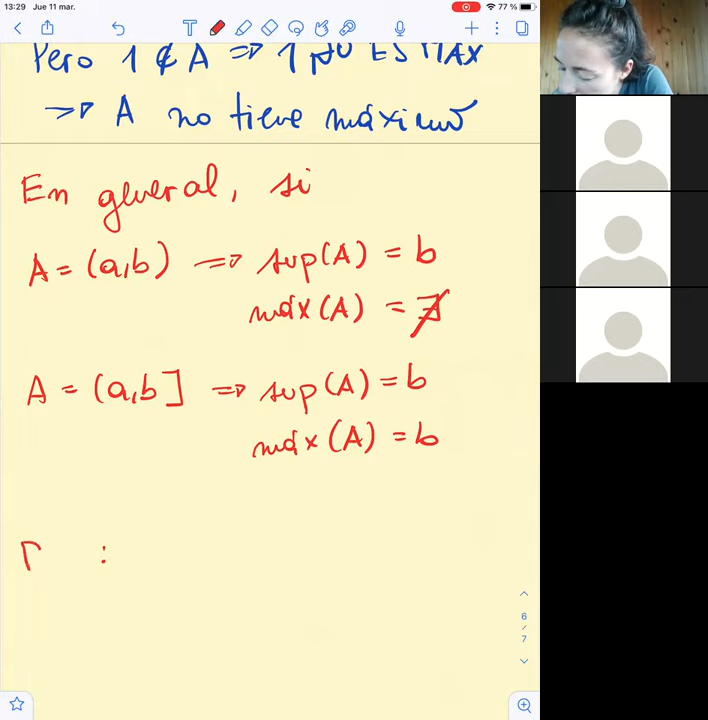 13:29 Jue 11 mar.
77 %
Pero 1 ∉ A ⇒ 1 NO ES MAX
⇒ A no tiene máximo
En general, si
A = (a,b) ⇒ sup(A) = b
máx(A) = ∄
A = (a,b] ⇒ sup(A) = b
máx(A) = b
:
6
/
7